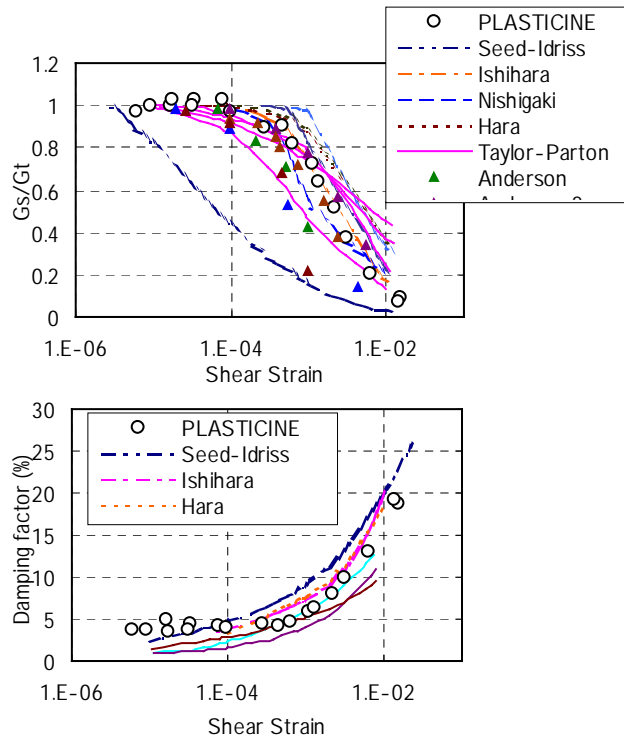 PLASTICINE
Seed-Idriss
Ishihara
Nishigaki
Hara
Taylor-Parton
Anderson
1.2
1
0.8
0.6
0.4
0.2
0
Gs/Gt
1.E-06
1.E-04
1.E-02
Shear Strain
30
25
20
15
10
5
0
Damping factor (%)
PLASTICINE
Seed-Idriss
Ishihara
Hara
1.E-06
1.E-04
1.E-02
Shear Strain